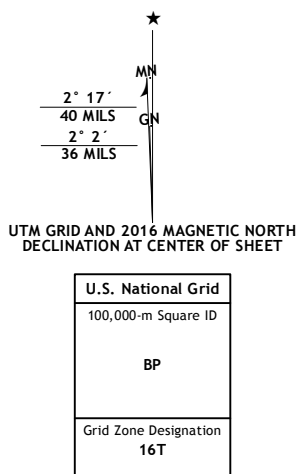 MN
2° 17´
40 MILS
GN
2° 2´
36 MILS
UTM GRID AND 2016 MAGNETIC NORTH
DECLINATION AT CENTER OF SHEET
U.S. National Grid
100,000-m Square ID
BP
Grid Zone Designation
16T